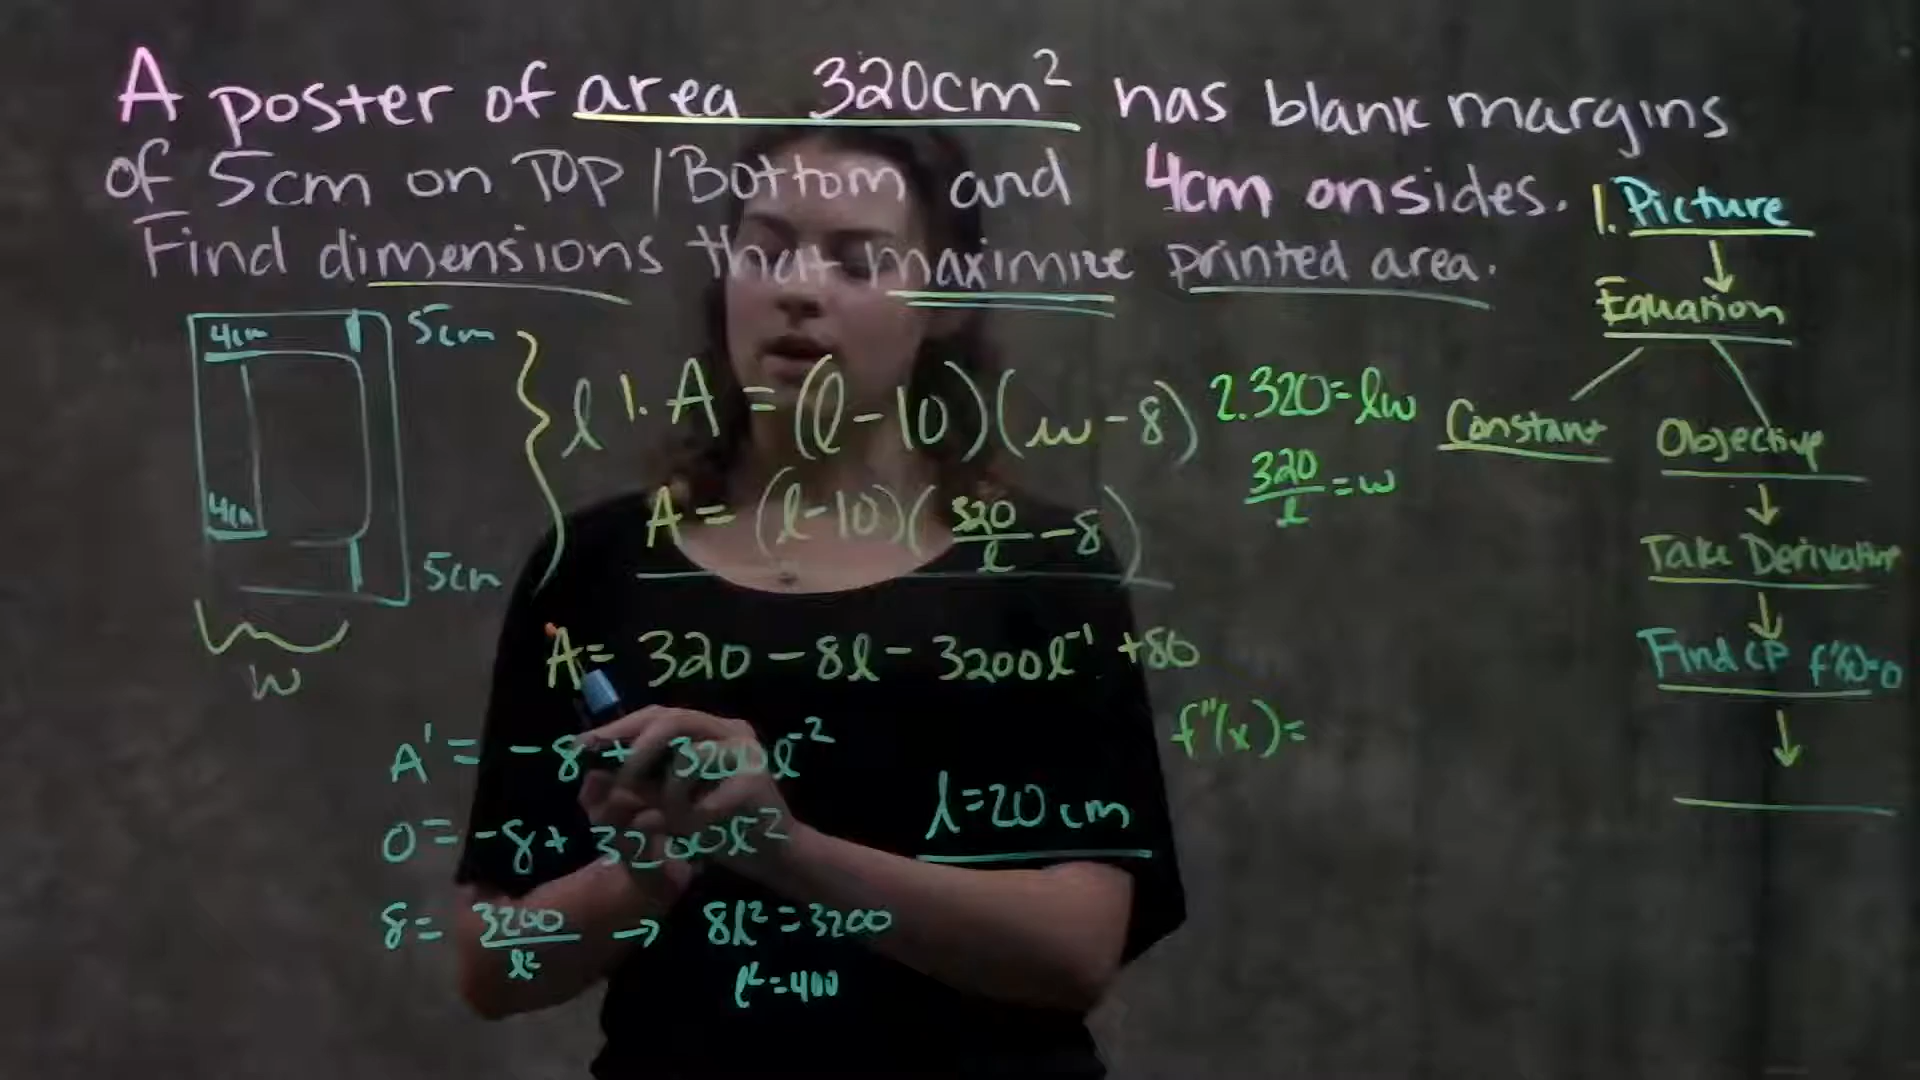 A poster of area 320cm² has blank margins
of 5cm on TOP/Bottom and 4cm on sides.
Find dimensions that maximize printed area.
1. Picture
Equation
Constant
Objective
Take Derivative
Find CP f'(x)=0
4cm
5cm
4cm
5cm
w
l
1. A = (l-10)(w-8)
2. 320=lw
320/l = w
A = (l-10)(320/l - 8)
A = 320 - 8l - 3200l⁻¹ + 80
A' = -8 + 3200l⁻²
f''(x)=
0 = -8 + 3200l⁻²
l=20cm
8 = 3200/l² → 8l² = 3200
l² = 400